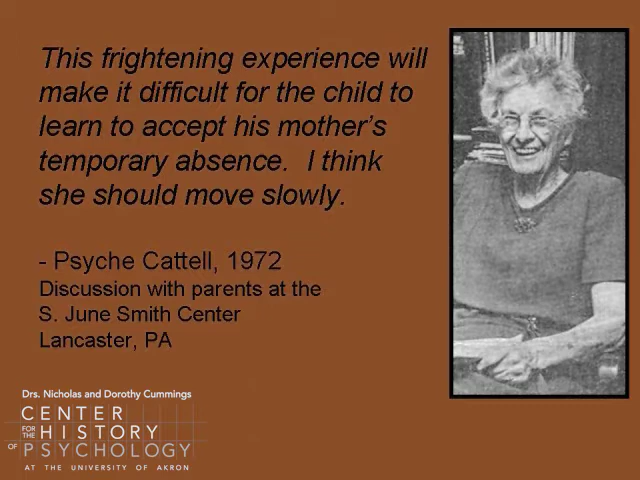 This frightening experience will
make it difficult for the child to
learn to accept his mother's
temporary absence.  I think
she should move slowly.
- Psyche Cattell, 1972
Discussion with parents at the
S. June Smith Center
Lancaster, PA
Drs. Nicholas and Dorothy Cummings
CENTER
FOR THE HISTORY
OF PSYCHOLOGY
AT THE UNIVERSITY OF AKRON